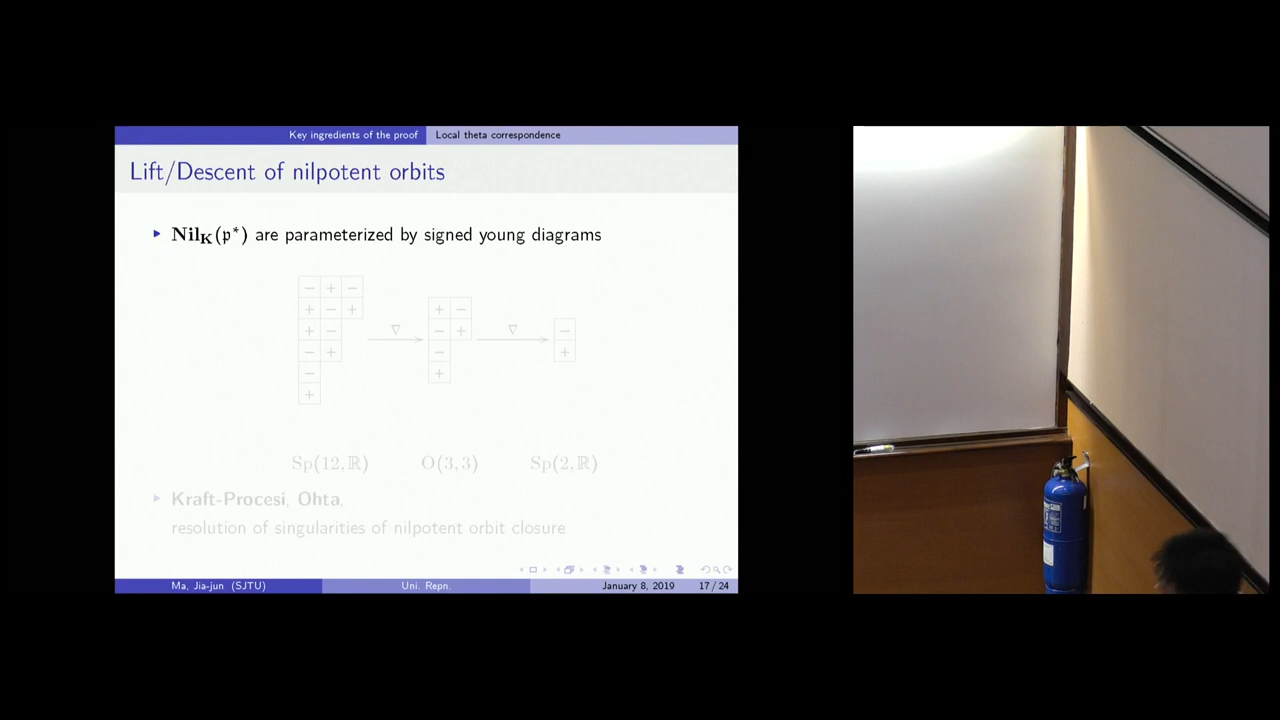 Key ingredients of the proof Local theta correspondence
Lift/Descent of nilpotent orbits
▶ Nil_K(𝔭*) are parameterized by signed young diagrams
− + −
+ − + + −
+ − ∇ − + ∇ −
− + − +
− +
+
Sp(12,ℝ) O(3,3) Sp(2,ℝ)
▶ Kraft-Procesi, Ohta,
resolution of singularities of nilpotent orbit closure
Ma, Jia-jun (SJTU) Uni. Repn. January 8, 2019 17 / 24